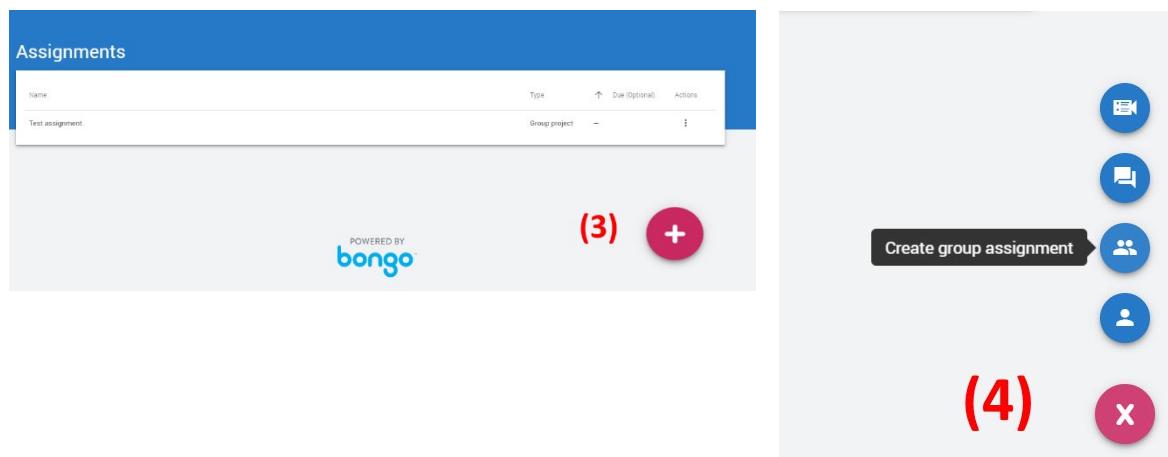 Assignments
Name Type Due (Optional) Actions
Test assignment Group project –
(3)
POWERED BY
bongo
Create group assignment
(4)